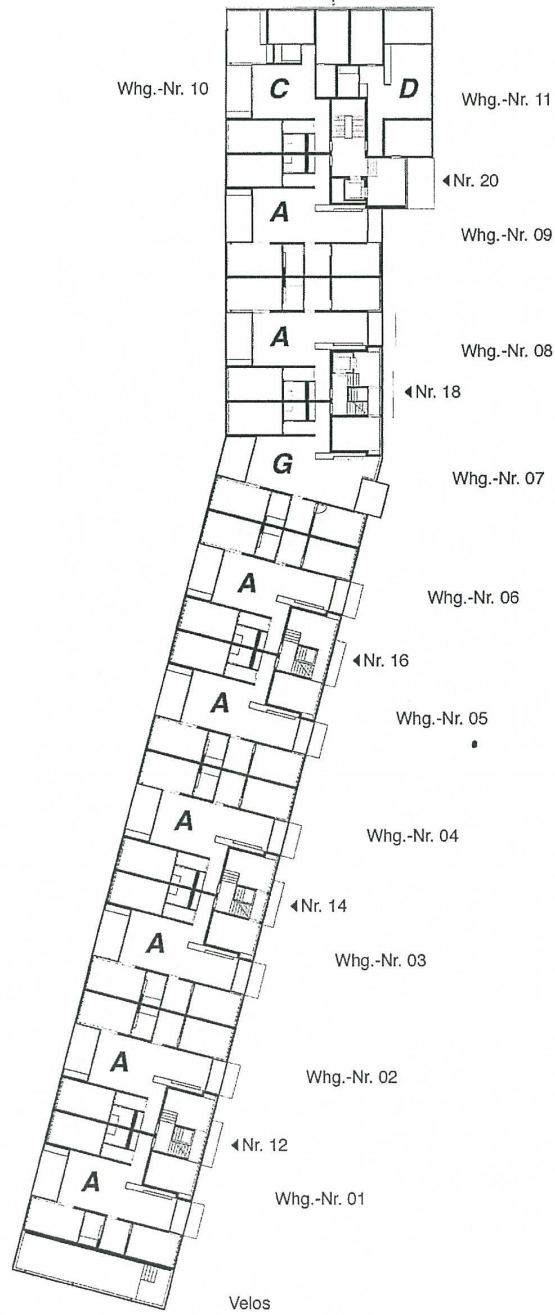 Whg.-Nr. 10
C
D
Whg.-Nr. 11
◄Nr. 20
A
Whg.-Nr. 09
A
Whg.-Nr. 08
◄Nr. 18
G
Whg.-Nr. 07
A
Whg.-Nr. 06
◄Nr. 16
A
Whg.-Nr. 05
A
Whg.-Nr. 04
◄Nr. 14
A
Whg.-Nr. 03
A
Whg.-Nr. 02
◄Nr. 12
A
Whg.-Nr. 01
Velos